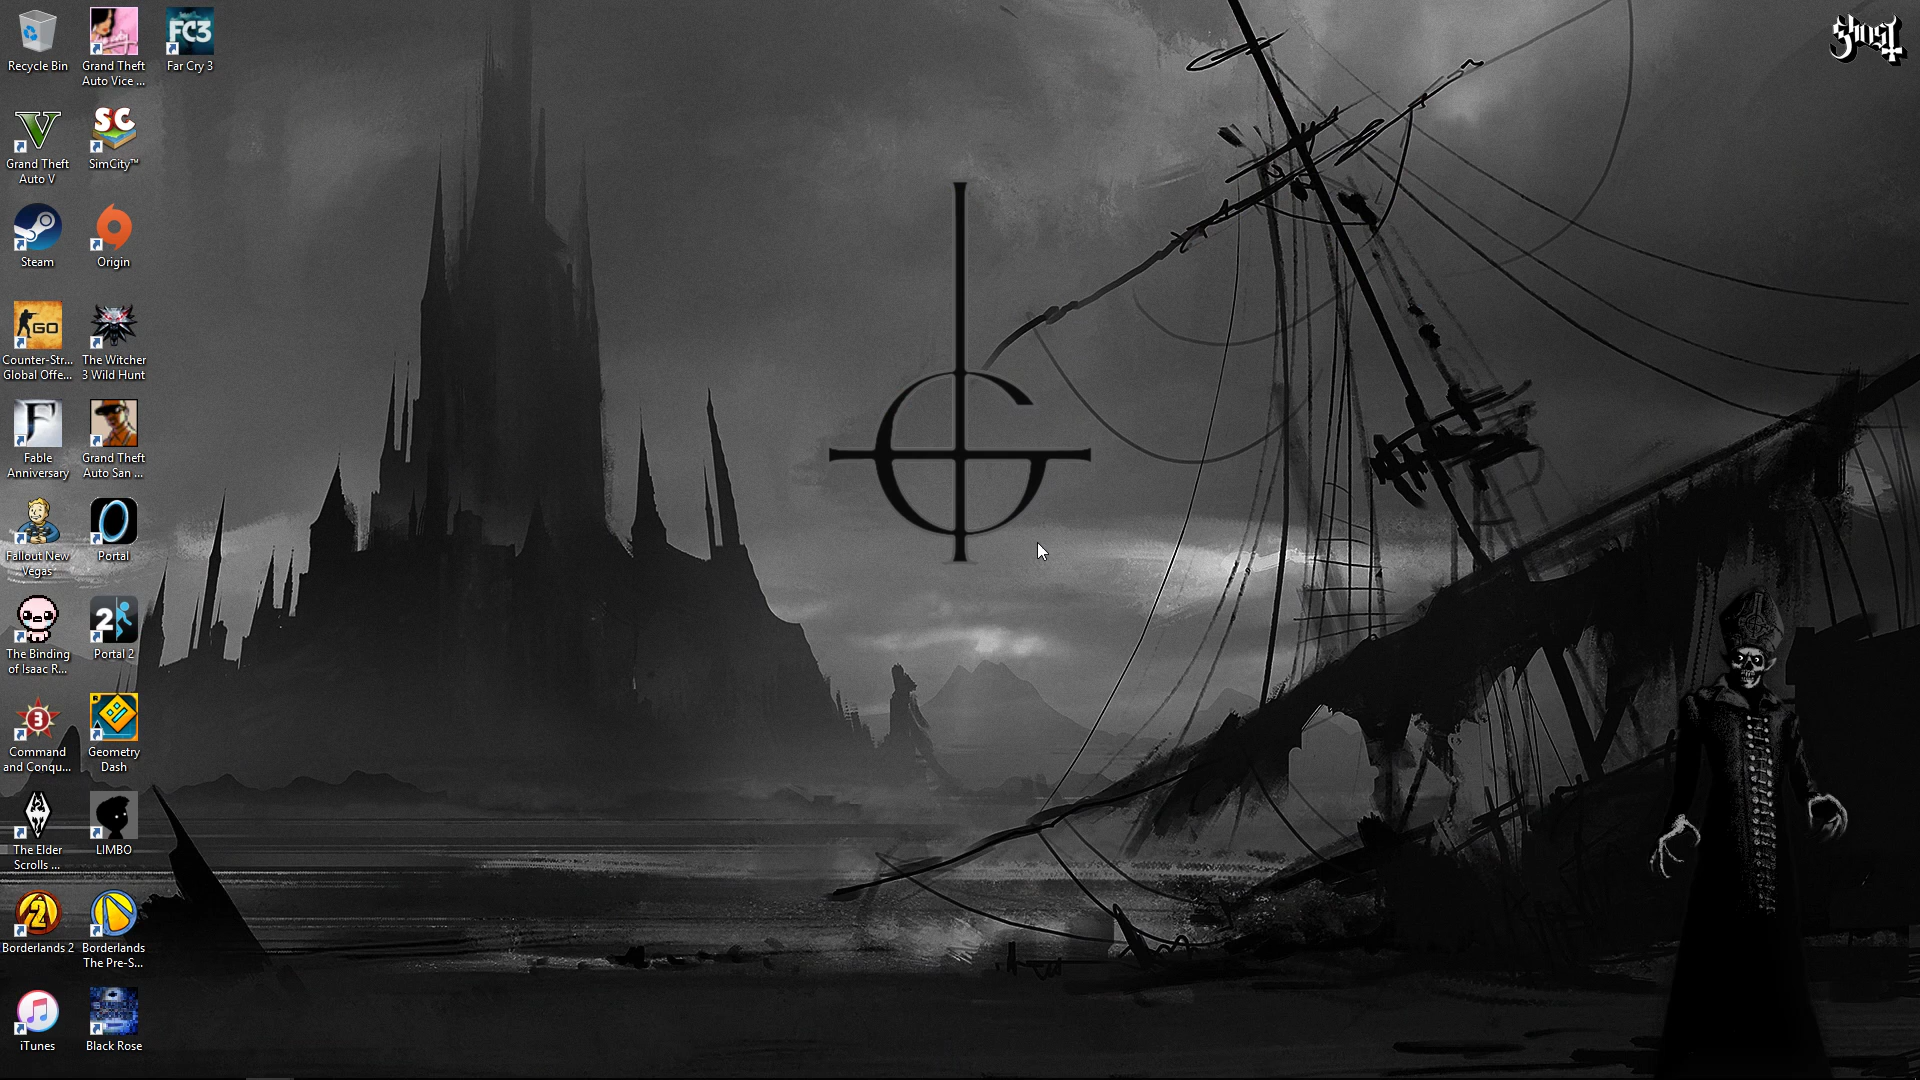 Recycle Bin
Grand Theft
Auto Vice ...
FC3
Far Cry 3
Ghost
V
Grand Theft
Auto V
SC
SimCity™
Steam
Origin
GO
Counter-Str...
Global Offe...
The Witcher
3 Wild Hunt
F
Fable
Anniversary
Grand Theft
Auto San ...
Fallout New
Vegas
Portal
The Binding
of Isaac R...
2
Portal 2
3
Command
and Conqu...
Geometry
Dash
The Elder
Scrolls ...
LIMBO
2
Borderlands 2
Borderlands
The Pre-S...
iTunes
Black Rose